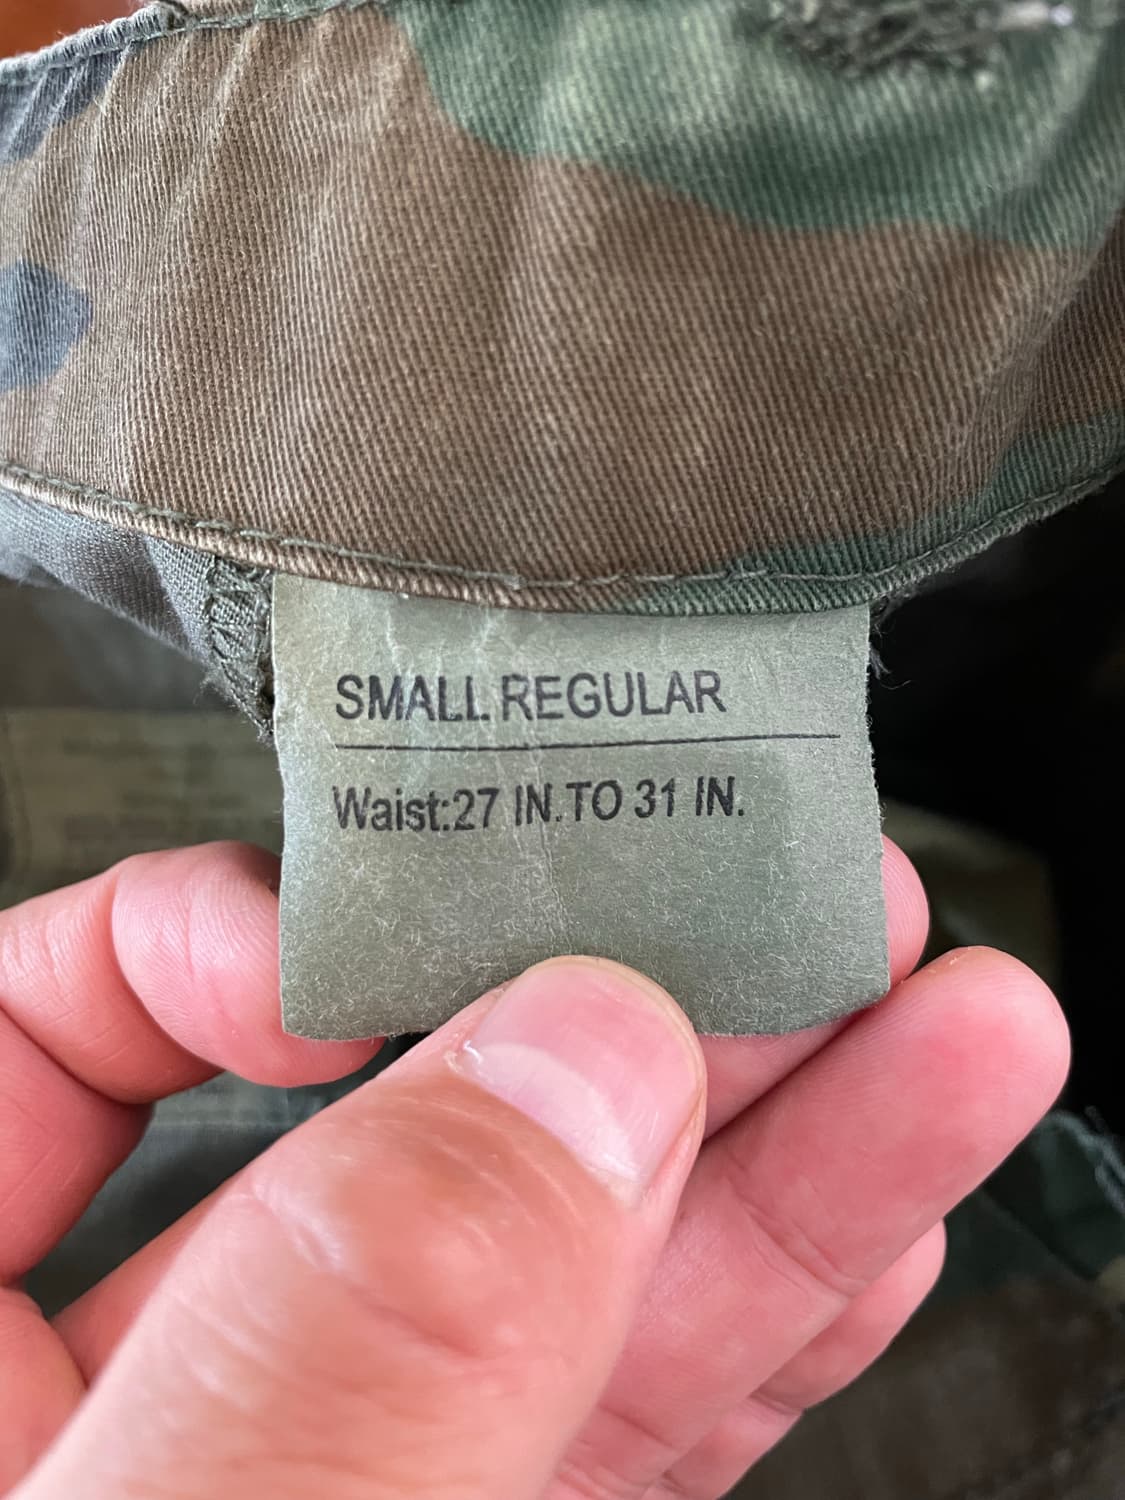 SMALL REGULAR
Waist:27 IN.TO 31 IN.